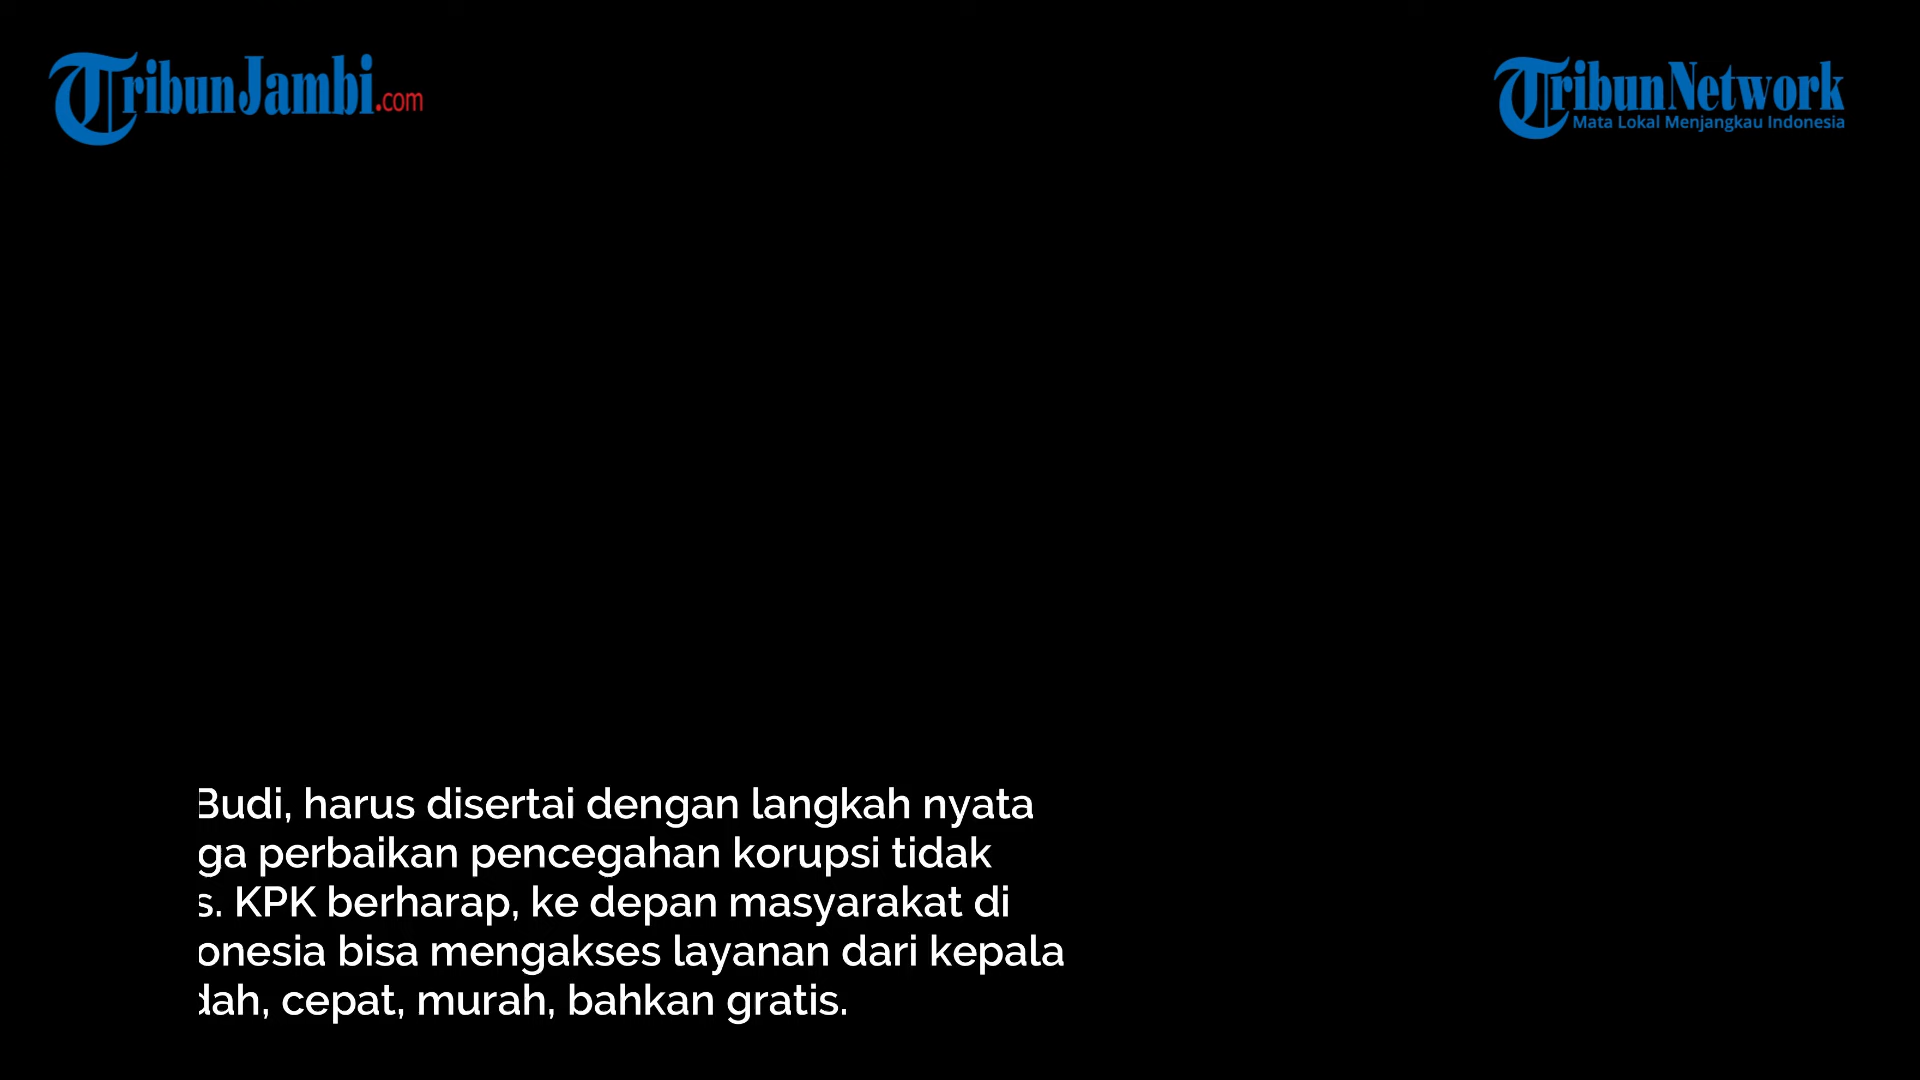 TribunJambi.com
TribunNetwork
Mata Lokal Menjangkau Indonesia
Budi, harus disertai dengan langkah nyata
ga perbaikan pencegahan korupsi tidak
s. KPK berharap, ke depan masyarakat di
onesia bisa mengakses layanan dari kepala
dah, cepat, murah, bahkan gratis.